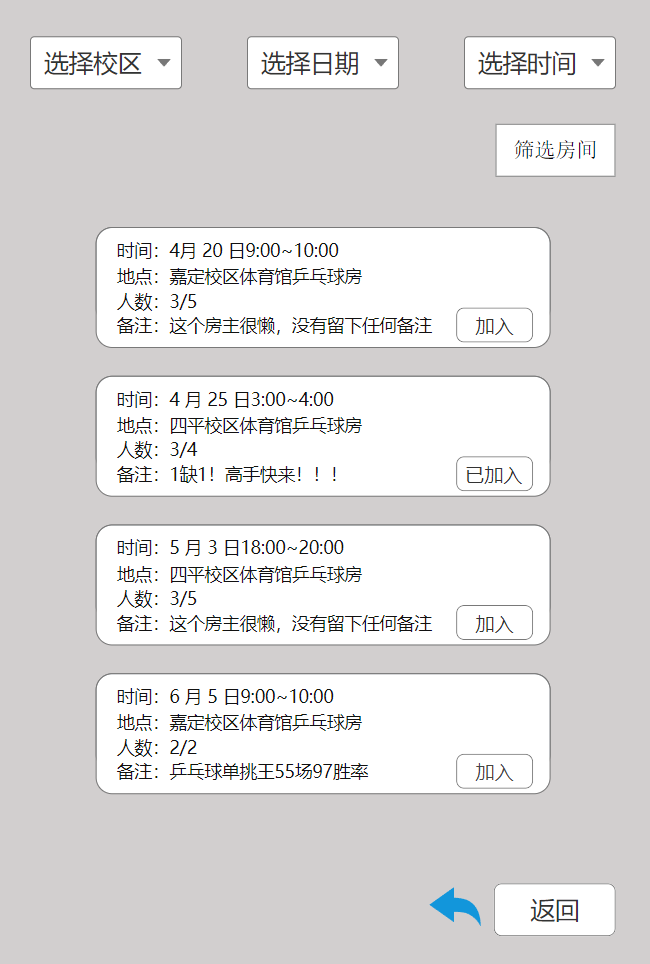 选择校区
选择日期
选择时间
筛选房间
时间：4月 20 日9:00~10:00
地点：嘉定校区体育馆乒乓球房
人数：3/5
备注：这个房主很懒，没有留下任何备注
加入
时间：4 月 25 日3:00~4:00
地点：四平校区体育馆乒乓球房
人数：3/4
备注：1缺1！高手快来！！！
已加入
时间：5 月 3 日18:00~20:00
地点：四平校区体育馆乒乓球房
人数：3/5
备注：这个房主很懒，没有留下任何备注
加入
时间：6 月 5 日9:00~10:00
地点：嘉定校区体育馆乒乓球房
人数：2/2
备注：乒乓球单挑王55场97胜率
加入
返回